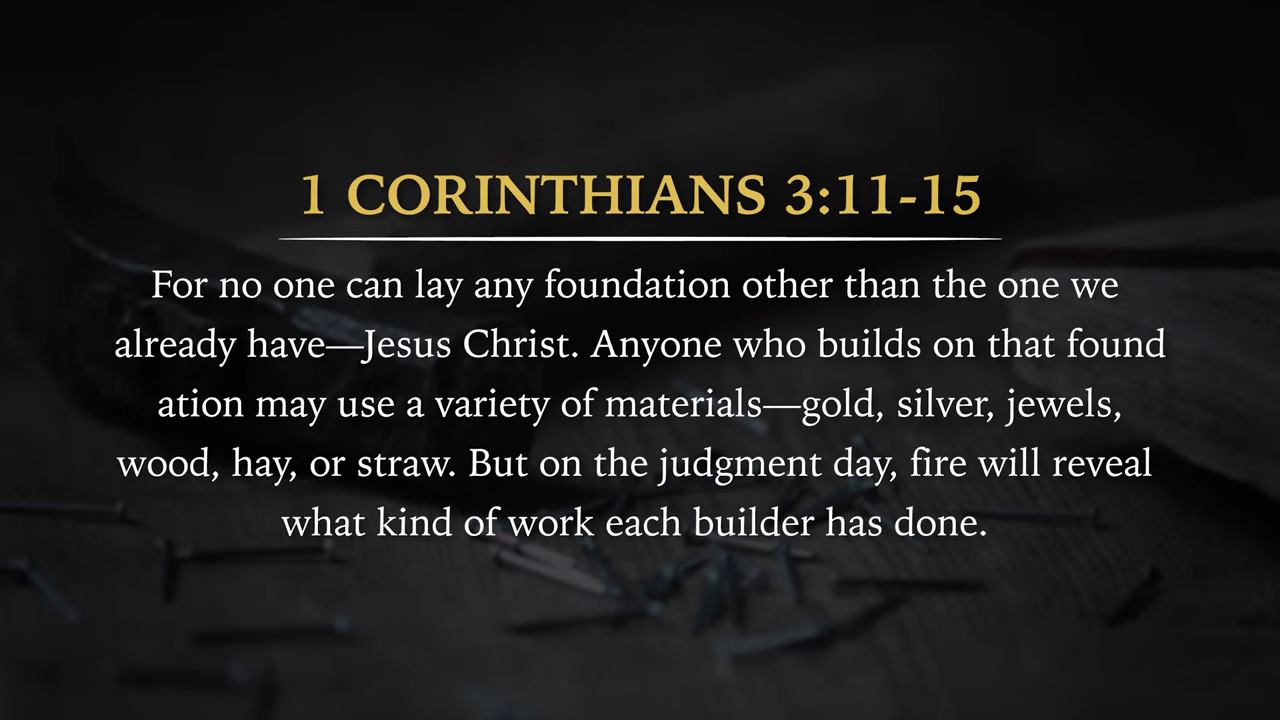 1 CORINTHIANS 3:11-15
For no one can lay any foundation other than the one we
already have—Jesus Christ. Anyone who builds on that found
ation may use a variety of materials—gold, silver, jewels,
wood, hay, or straw. But on the judgment day, fire will reveal
what kind of work each builder has done.